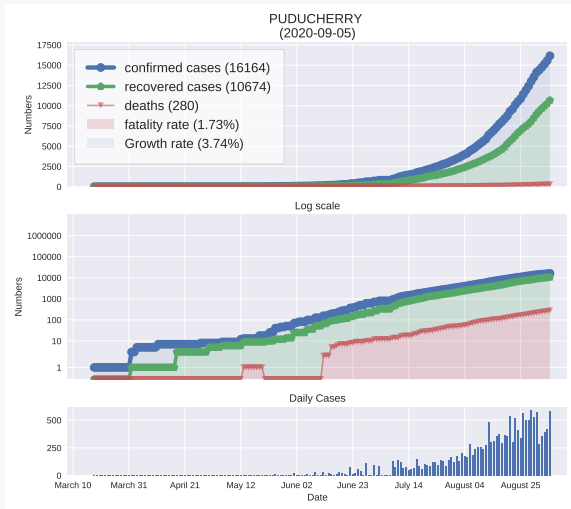 PUDUCHERRY
(2020-09-05)
17500
15000
12500
10000
7500
5000
2500
0
Numbers
confirmed cases (16164)
recovered cases (10674)
deaths (280)
fatality rate (1.73%)
Growth rate (3.74%)
Log scale
1000000
100000
10000
1000
100
10
1
Numbers
Daily Cases
500
250
0
March 10 March 31 April 21 May 12 June 02 June 23 July 14 August 04 August 25
Date